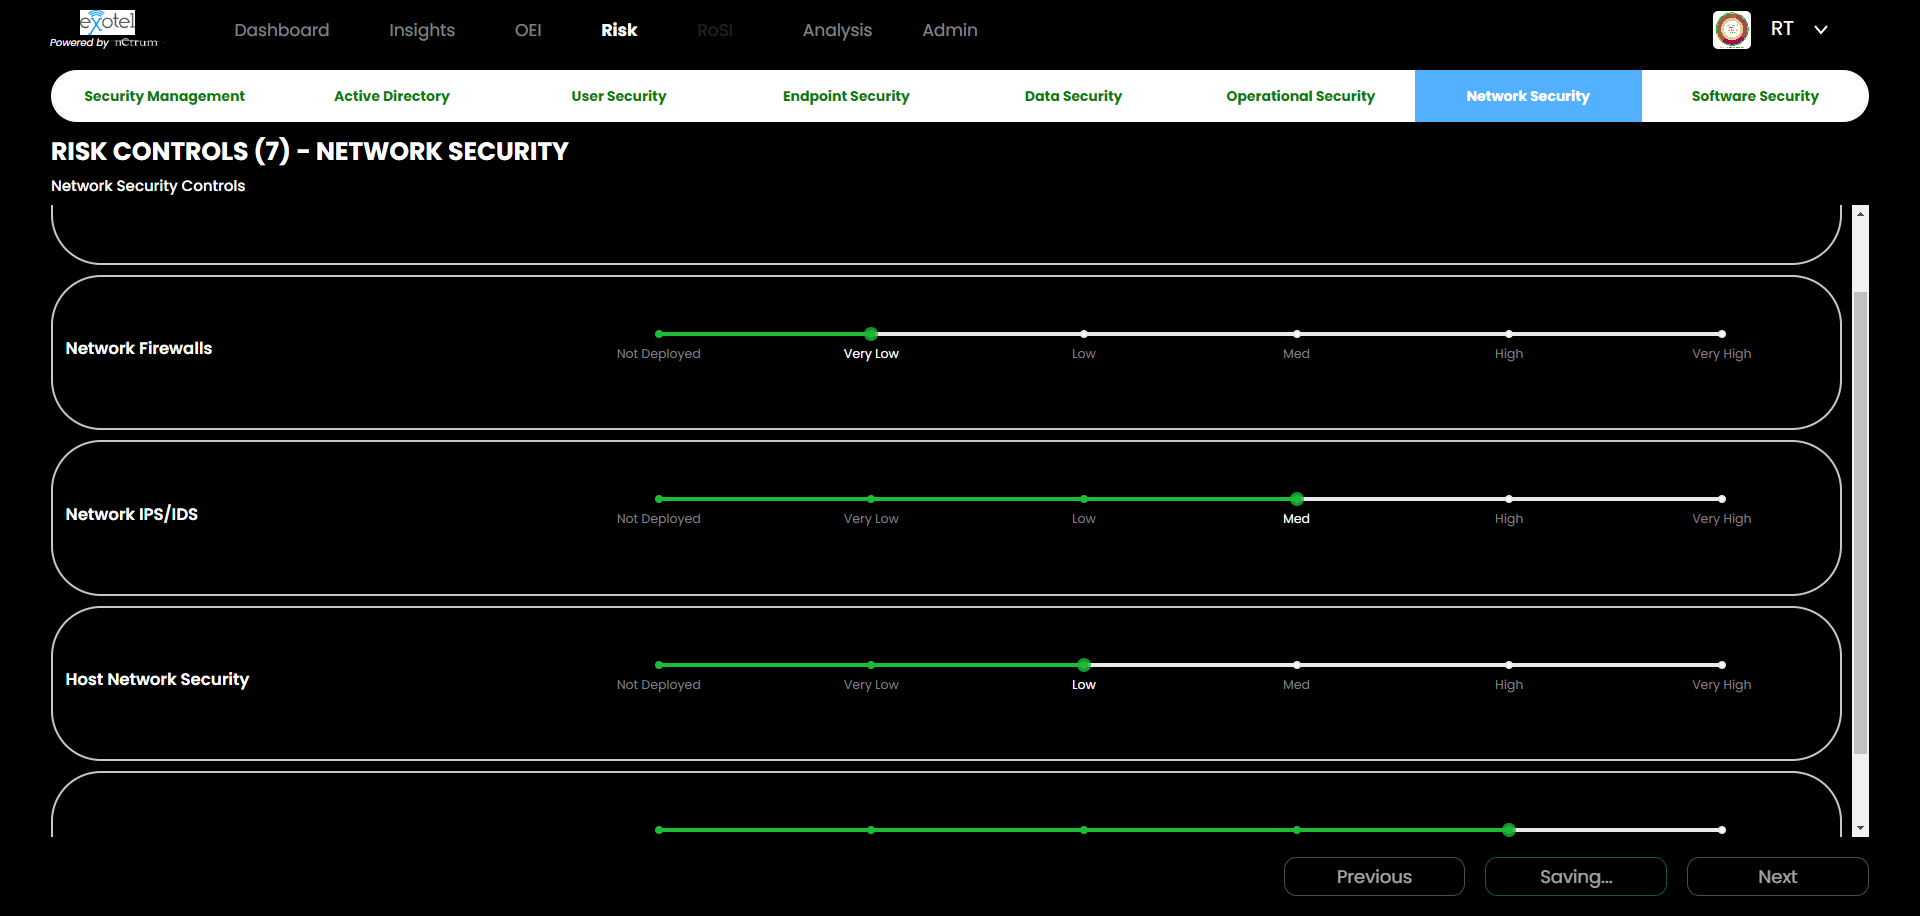 exotel
Powered by nCtrum
Dashboard Insights OEI Risk RoSI Analysis Admin RT
Security Management Active Directory User Security Endpoint Security Data Security Operational Security Network Security Software Security
RISK CONTROLS (7) - NETWORK SECURITY
Network Security Controls
Network Firewalls
Not Deployed Very Low Low Med High Very High
Network IPS/IDS
Not Deployed Very Low Low Med High Very High
Host Network Security
Not Deployed Very Low Low Med High Very High
Previous Saving... Next